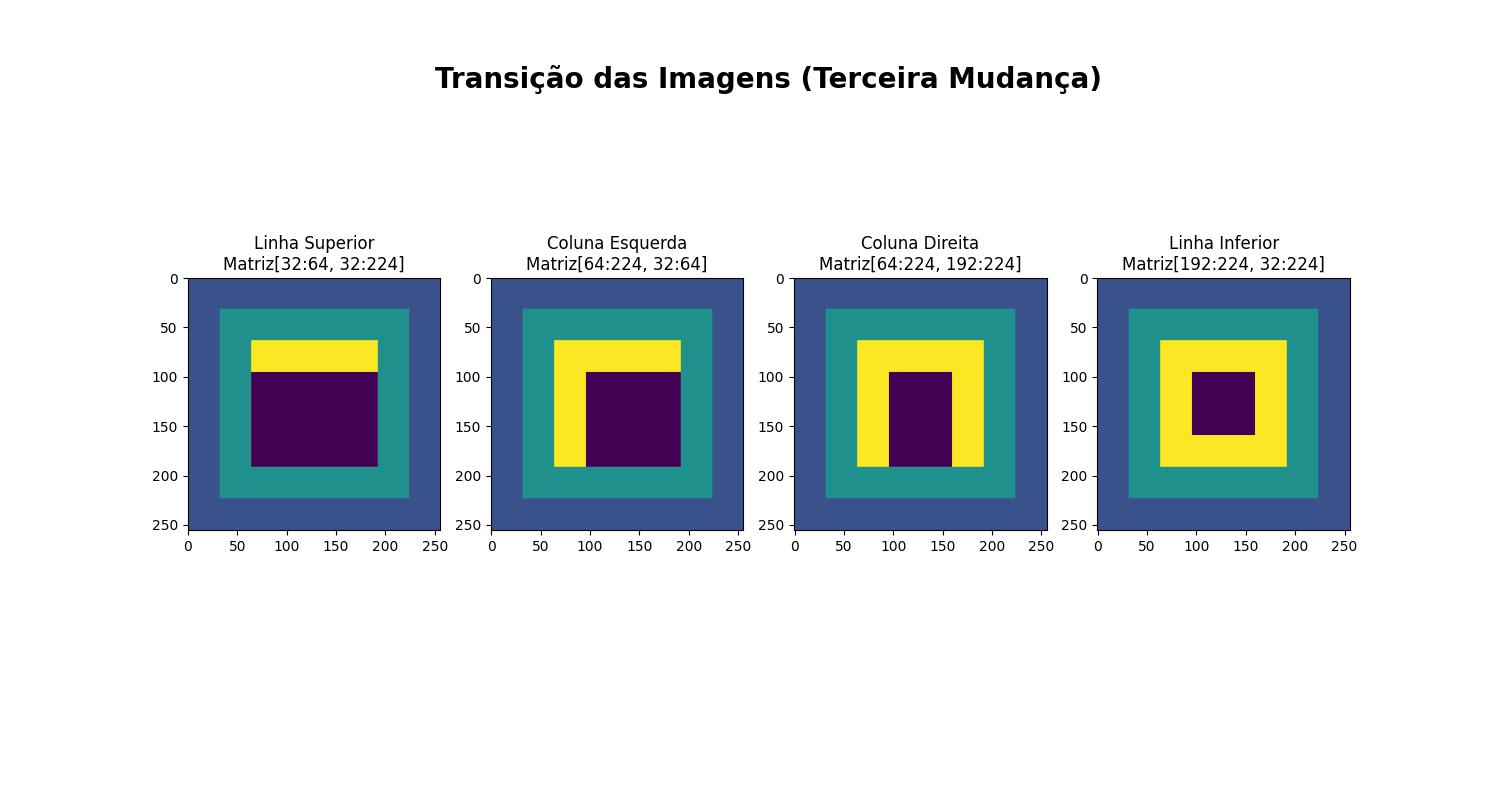 Transição das Imagens (Terceira Mudança)
Linha Superior
Matriz[32:64, 32:224]
0
50
100
150
200
250
0 50 100 150 200 250
Coluna Esquerda
Matriz[64:224, 32:64]
0
50
100
150
200
250
0 50 100 150 200 250
Coluna Direita
Matriz[64:224, 192:224]
0
50
100
150
200
250
0 50 100 150 200 250
Linha Inferior
Matriz[192:224, 32:224]
0
50
100
150
200
250
0 50 100 150 200 250